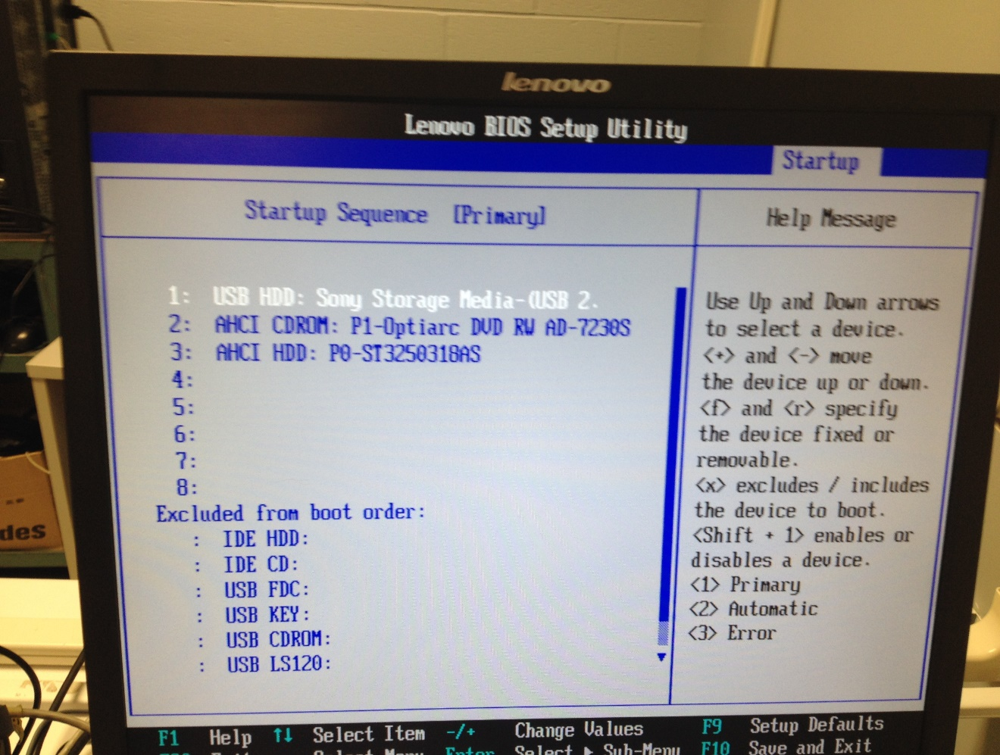 lenovo
Lenovo BIOS Setup Utility
Startup
Startup Sequence [Primary]
Help Message
1: USB HDD: Sony Storage Media-(USB 2.
2: AHCI CDROM: P1-Optiarc DVD RW AD-7230S
3: AHCI HDD: P0-ST3250318AS
4:
5:
6:
7:
8:
Excluded from boot order:
: IDE HDD:
: IDE CD:
: USB FDC:
: USB KEY:
: USB CDROM:
: USB LS120:
Use Up and Down arrows
to select a device.
<+> and <-> move
the device up or down.
<f> and <r> specify
the device fixed or
removable.
<x> excludes / includes
the device to boot.
<Shift + 1> enables or
disables a device.
<1> Primary
<2> Automatic
<3> Error
F1 Help ↑↓ Select Item -/+ Change Values F9 Setup Defaults
Select Menu Enter Select ▸ Sub-Menu F10 Save and Exit
des